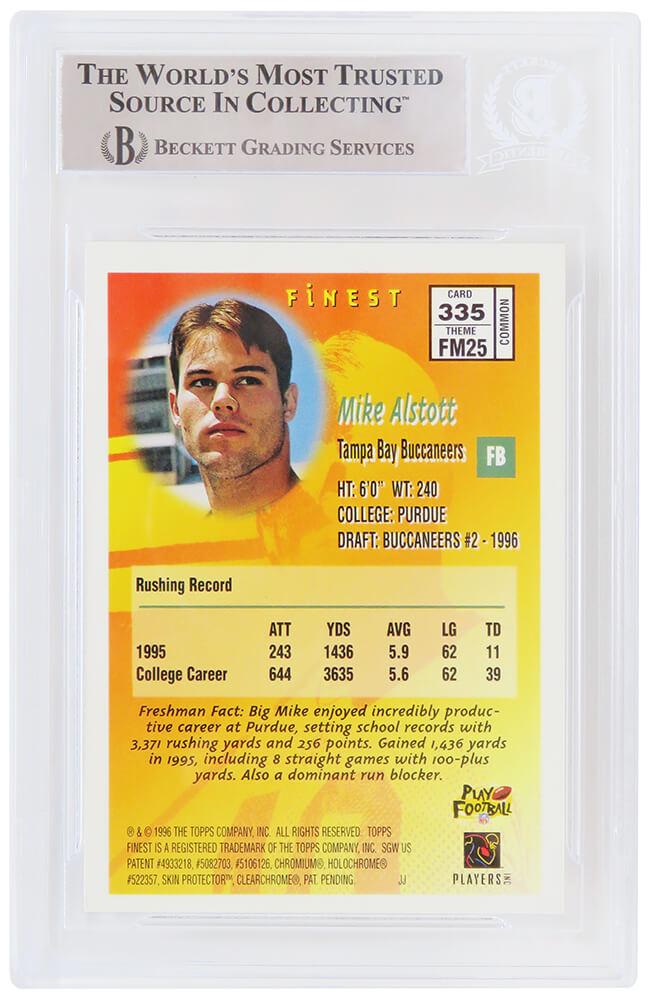 THE WORLD'S MOST TRUSTED
SOURCE IN COLLECTING™
B BECKETT GRADING SERVICES
FiNEST
CARD
335
THEME
FM25
COMMON
Mike Alstott
Tampa Bay Buccaneers FB
HT: 6'0" WT: 240
COLLEGE: PURDUE
DRAFT: BUCCANEERS #2 - 1996
Rushing Record
ATT YDS AVG LG TD
1995 243 1436 5.9 62 11
College Career 644 3635 5.6 62 39
Freshman Fact: Big Mike enjoyed incredibly produc-
tive career at Purdue, setting school records with
3,371 rushing yards and 256 points. Gained 1,436 yards
in 1995, including 8 straight games with 100-plus
yards. Also a dominant run blocker.
PLAY
FOOTBALL
® & © 1996 THE TOPPS COMPANY, INC. ALL RIGHTS RESERVED. TOPPS
FINEST IS A REGISTERED TRADEMARK OF THE TOPPS COMPANY, INC. SGW US
PATENT #4933218, #5082703, #5106126, CHROMIUM®, HOLOCHROME®
#522357, SKIN PROTECTOR™, CLEARCHROME®, PAT. PENDING. JJ
PLAYERS INC